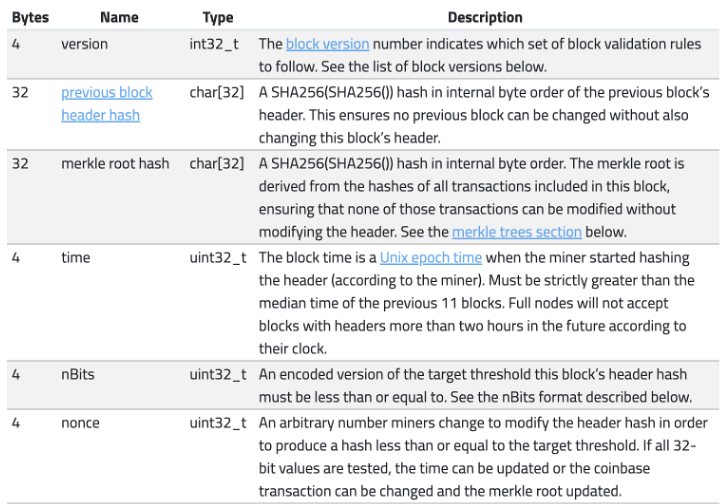 Bytes Name Type Description
4 version int32_t The block version number indicates which set of block validation rules
to follow. See the list of block versions below.
32 previous block char[32] A SHA256(SHA256()) hash in internal byte order of the previous block’s
header hash header. This ensures no previous block can be changed without also
changing this block’s header.
32 merkle root hash char[32] A SHA256(SHA256()) hash in internal byte order. The merkle root is
derived from the hashes of all transactions included in this block,
ensuring that none of those transactions can be modified without
modifying the header. See the merkle trees section below.
4 time uint32_t The block time is a Unix epoch time when the miner started hashing
the header (according to the miner). Must be strictly greater than the
median time of the previous 11 blocks. Full nodes will not accept
blocks with headers more than two hours in the future according to
their clock.
4 nBits uint32_t An encoded version of the target threshold this block’s header hash
must be less than or equal to. See the nBits format described below.
4 nonce uint32_t An arbitrary number miners change to modify the header hash in order
to produce a hash less than or equal to the target threshold. If all 32-
bit values are tested, the time can be updated or the coinbase
transaction can be changed and the merkle root updated.